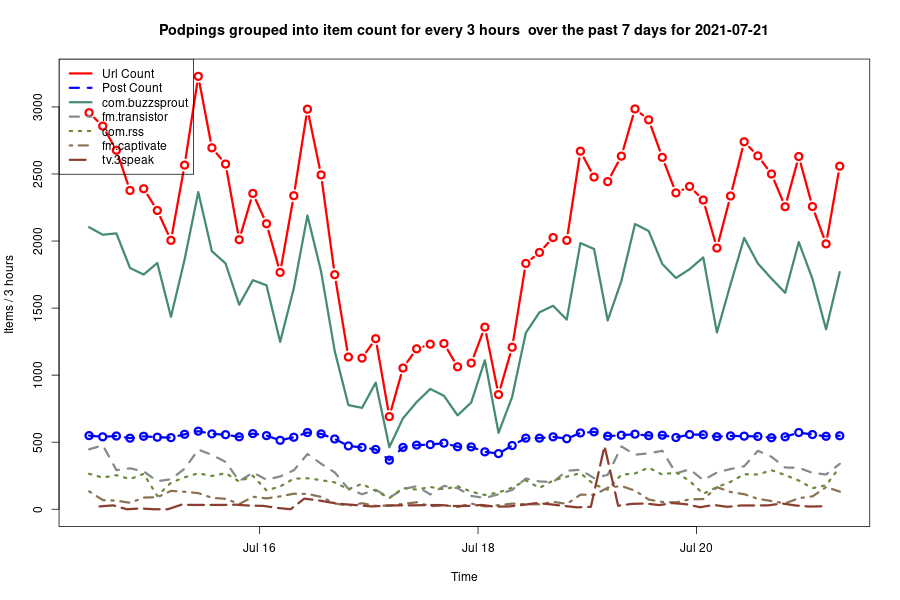 Podpings grouped into item count for every 3 hours  over the past 7 days for 2021-07-21
Url Count
Post Count
com.buzzsprout
fm.transistor
com.rss
fm.captivate
tv.3speak
3000
2500
2000
1500
1000
500
0
Items / 3 hours
Jul 16
Jul 18
Jul 20
Time